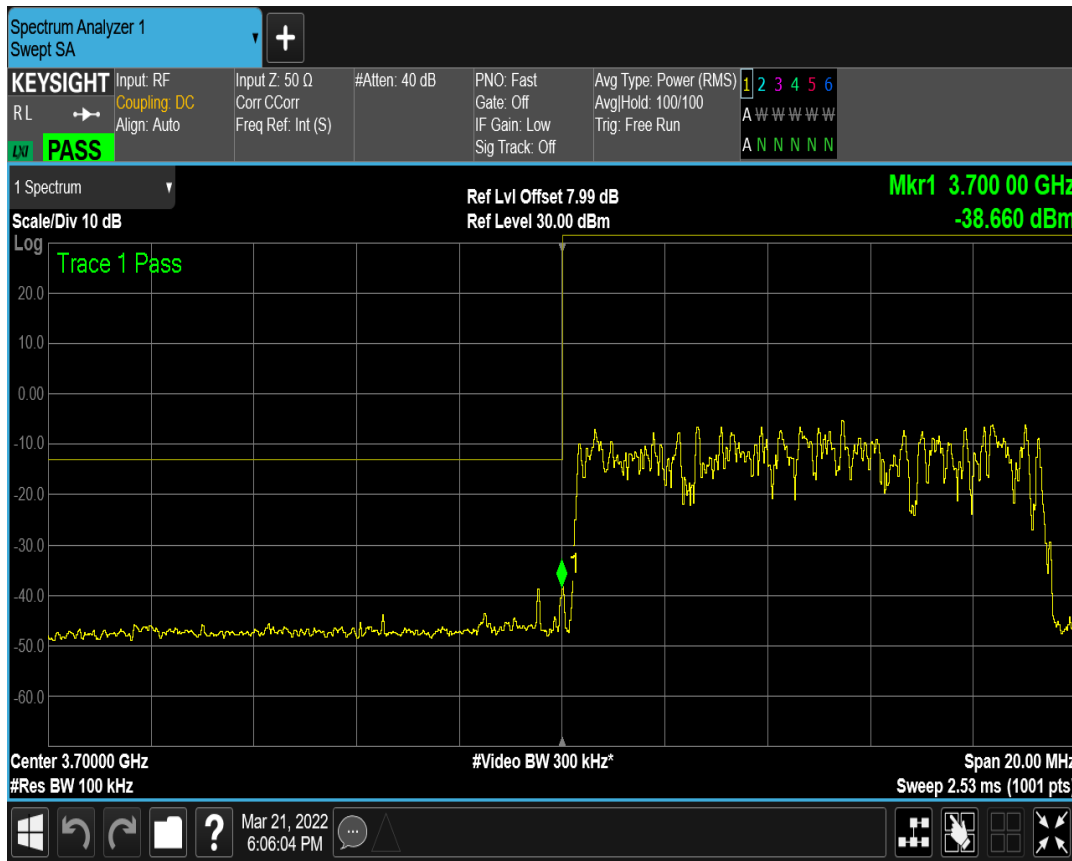 Spectrum Analyzer 1
Swept SA
KEYSIGHT
RL
LXI PASS
Input: RF
Coupling: DC
Align: Auto
Input Z: 50 Ω
Corr CCorr
Freq Ref: Int (S)
#Atten: 40 dB
PNO: Fast
Gate: Off
IF Gain: Low
Sig Track: Off
Avg Type: Power (RMS)
Avg|Hold: 100/100
Trig: Free Run
1 2 3 4 5 6
A W W W W W
A N N N N N
1 Spectrum
Scale/Div 10 dB
Ref Lvl Offset 7.99 dB
Ref Level 30.00 dBm
Mkr1 3.700 00 GHz
-38.660 dBm
Log
Trace 1 Pass
20.0
10.0
0.00
-10.0
-20.0
-30.0
1
-40.0
-50.0
-60.0
Center 3.70000 GHz
#Res BW 100 kHz
#Video BW 300 kHz*
Span 20.00 MHz
Sweep 2.53 ms (1001 pts)
?
Mar 21, 2022
6:06:04 PM